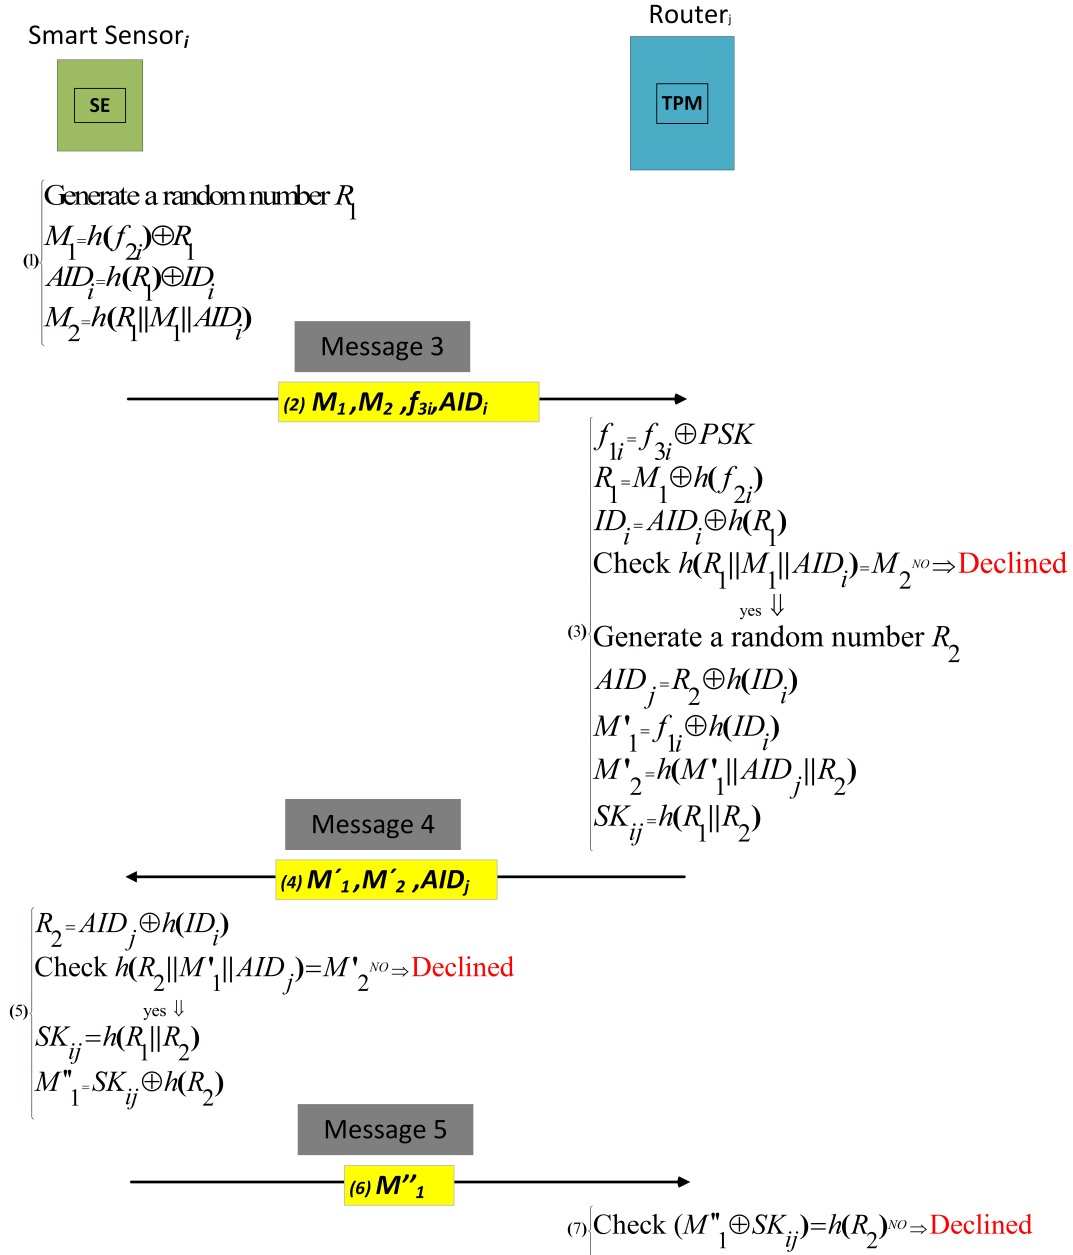 Smart Sensorᵢ
Routerⱼ
SE
TPM
(1)
Generate a random number R₁
M₁=h(f₂ᵢ)⊕R₁
AIDᵢ=h(R₁)⊕IDᵢ
M₂=h(R₁||M₁||AIDᵢ)
Message 3
(2) M₁,M₂ ,f₃ᵢ,AIDᵢ
(3)
f₁ᵢ=f₃ᵢ⊕PSK
R₁=M₁⊕h(f₂ᵢ)
IDᵢ=AIDᵢ⊕h(R₁)
Check h(R₁||M₁||AIDᵢ)=M₂ NO⇒Declined
yes ⇓
Generate a random number R₂
AIDⱼ=R₂⊕h(IDᵢ)
M'₁=f₁ᵢ⊕h(IDᵢ)
M'₂=h(M'₁||AIDⱼ||R₂)
SKᵢⱼ=h(R₁||R₂)
Message 4
(4) M´₁,M´₂ ,AIDⱼ
(5)
R₂=AIDⱼ⊕h(IDᵢ)
Check h(R₂||M'₁||AIDⱼ)=M'₂ NO⇒Declined
yes ⇓
SKᵢⱼ=h(R₁||R₂)
M"₁=SKᵢⱼ⊕h(R₂)
Message 5
(6) M’’₁
(7) Check (M"₁⊕SKᵢⱼ)=h(R₂) NO⇒Declined